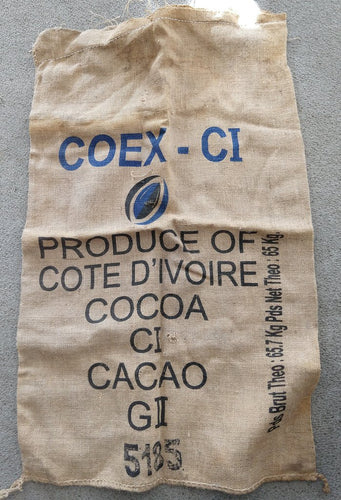 COEX - CI
PRODUCE OF
COTE D'IVOIRE
COCOA
CI
CACAO
GII
5185
Pds Brut Theo : 65.7 Kg Pds Net Theo : 65 Kg.